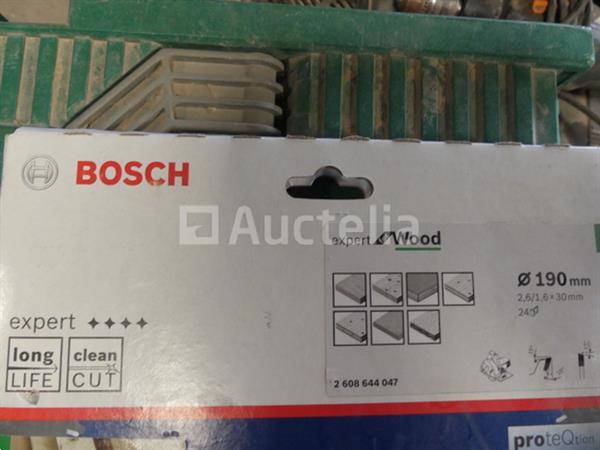 BOSCH
Auctelia
expert for Wood
Ø 190 mm
2,6/1,6 × 30 mm
24
expert
long LIFE
clean CUT
2 608 644 047
proteQtion